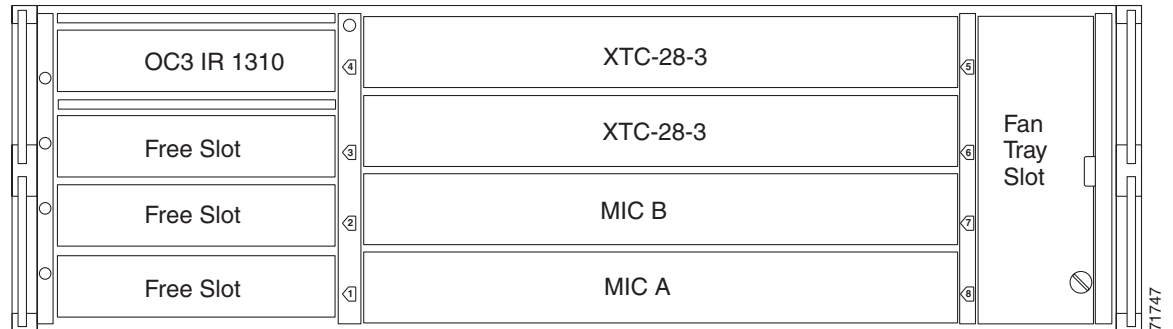 OC3 IR 1310
4
XTC-28-3
5
Free Slot
3
XTC-28-3
6
Fan
Tray
Slot
Free Slot
2
MIC B
7
Free Slot
1
MIC A
8
71747